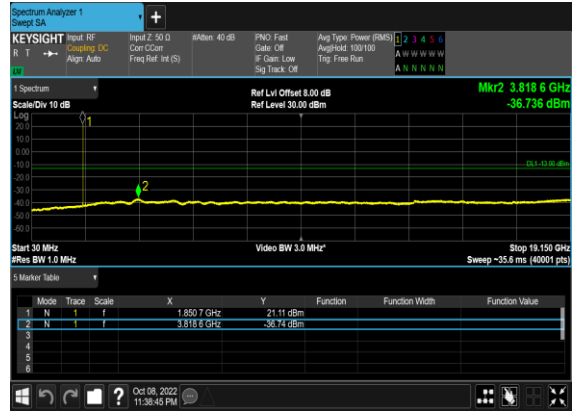 Spectrum Analyzer 1
Swept SA
+
KEYSIGHT Input: RF Input Z: 50 Ω #Atten: 40 dB PNO: Fast Avg Type: Power (RMS) 1 2 3 4 5 6
R T Coupling: DC Corr CCorr Gate: Off Avg|Hold: 100/100 A W W W W W
Align: Auto Freq Ref: Int (S) IF Gain: Low Trig: Free Run
Sig Track: Off A N N N N N
1 Spectrum Ref Lvl Offset 8.00 dB Mkr2 3.818 6 GHz
Scale/Div 10 dB Ref Level 30.00 dBm -36.736 dBm
Log
20.0
10.0
0.00
-10.0
-20.0
-30.0
-40.0
-50.0
-60.0
1
2
DL1 -13.00 dBm
Start 30 MHz Video BW 3.0 MHz* Stop 19.150 GHz
#Res BW 1.0 MHz Sweep ~35.6 ms (40001 pts)
5 Marker Table
Mode Trace Scale X Y Function Function Width Function Value
1 N 1 f 1.850 7 GHz 21.11 dBm
2 N 1 f 3.818 6 GHz -36.74 dBm
3
4
5
6
? Oct 08, 2022
11:38:45 PM